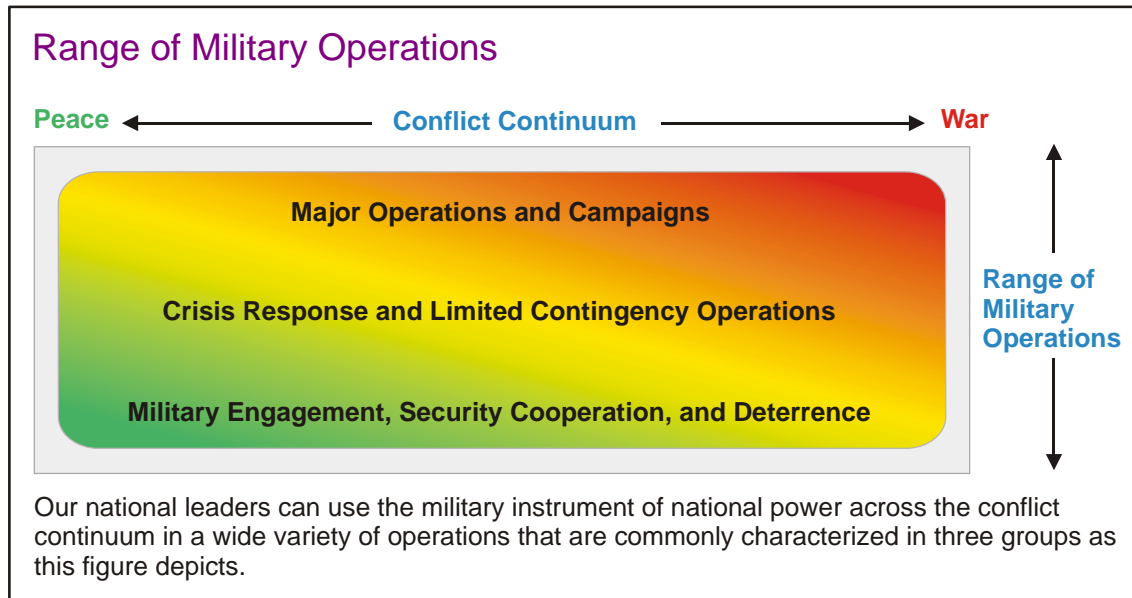 Range of Military Operations
Peace
Conflict Continuum
War
Major Operations and Campaigns
Crisis Response and Limited Contingency Operations
Military Engagement, Security Cooperation, and Deterrence
Range of
Military
Operations
Our national leaders can use the military instrument of national power across the conflict
continuum in a wide variety of operations that are commonly characterized in three groups as
this figure depicts.